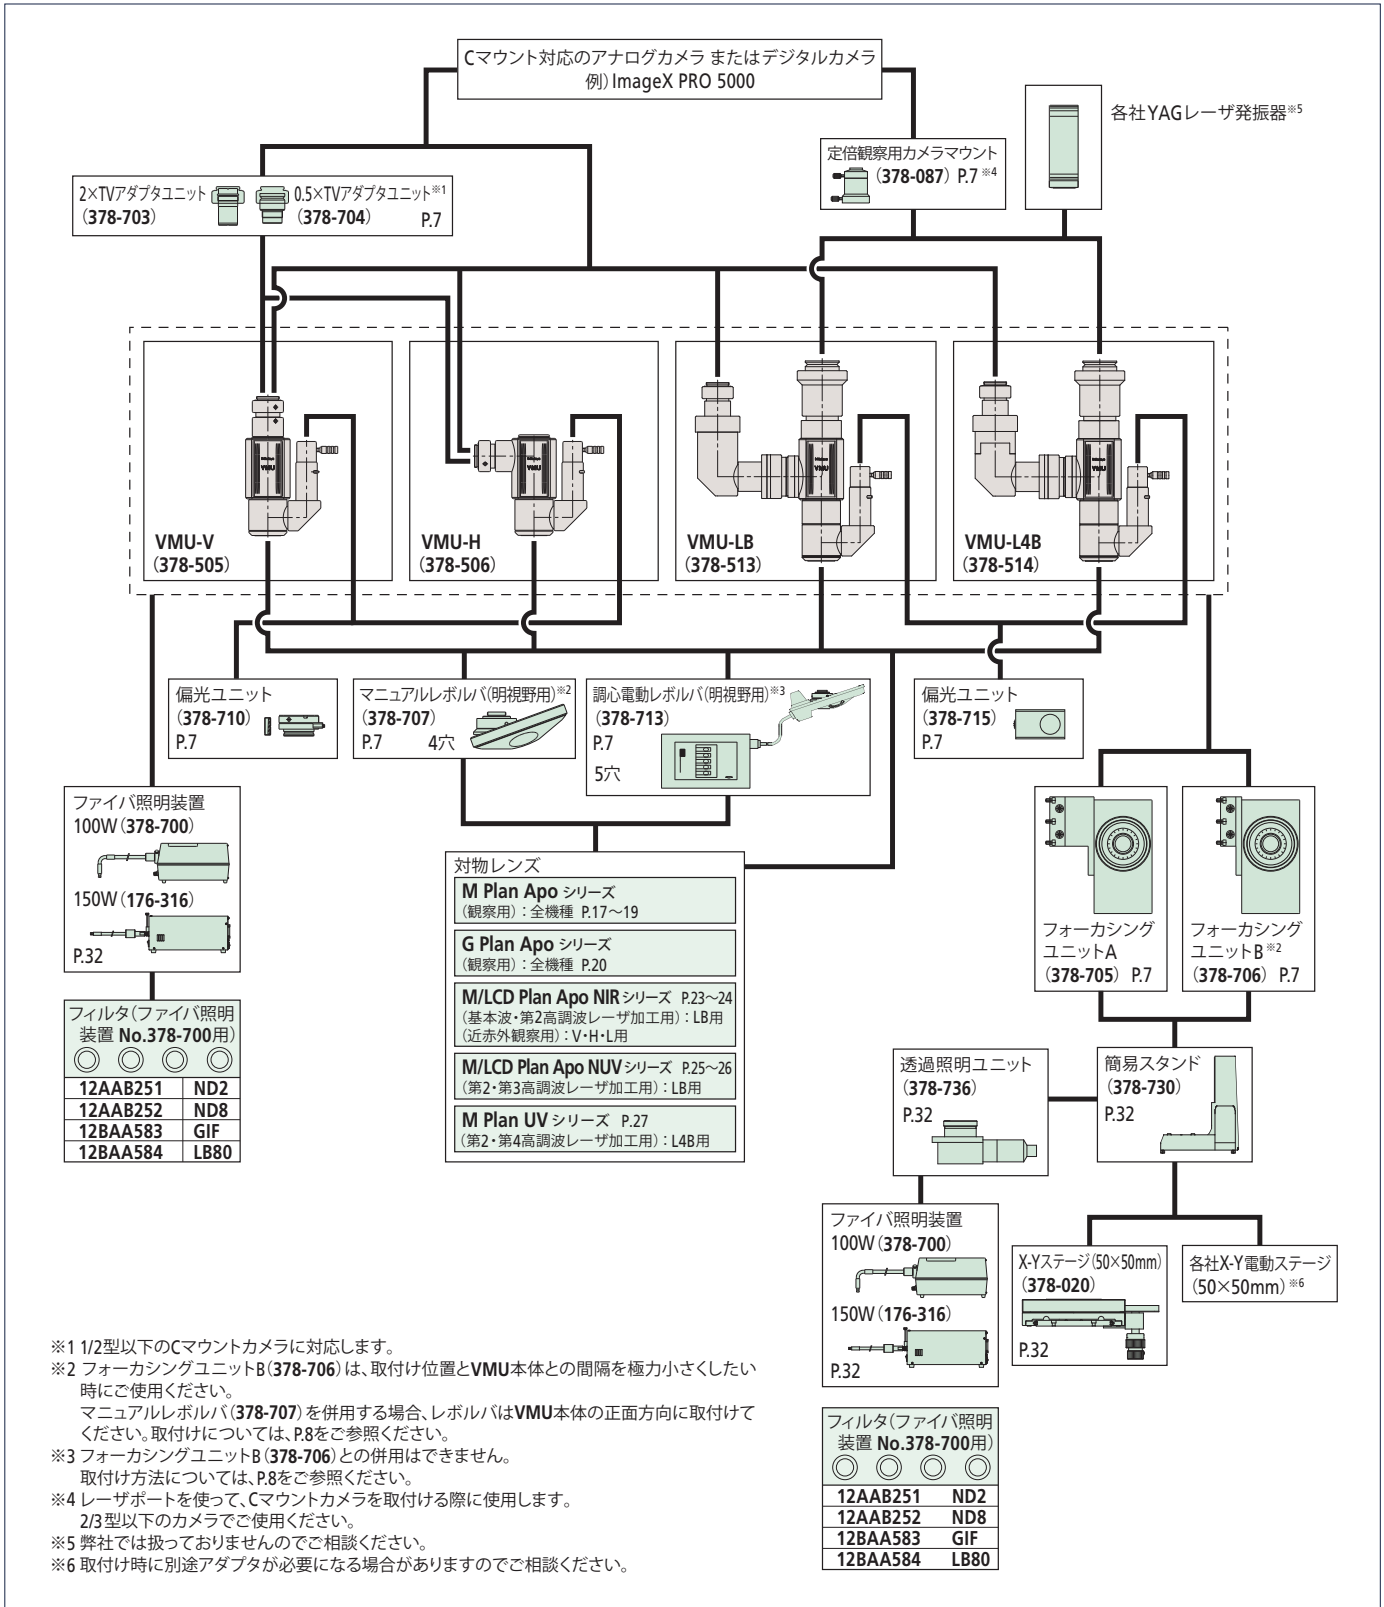 Cマウント対応のアナログカメラ またはデジタルカメラ
例）ImageX PRO 5000
各社YAGレーザ発振器※5
定倍観察用カメラマウント
（378-087）P.7 ※4
2×TVアダプタユニット
（378-703）
0.5×TVアダプタユニット※1
（378-704）
P.7
VMU
VMU-V
（378-505）
VMU
VMU-H
（378-506）
VMU
VMU-LB
（378-513）
VMU
VMU-L4B
（378-514）
偏光ユニット
（378-710）
P.7
マニュアルレボルバ（明視野用）※2
（378-707）
P.7 4穴
調心電動レボルバ（明視野用）※3
（378-713）
P.7
5穴
偏光ユニット
（378-715）
P.7
ファイバ照明装置
100W（378-700）
150W（176-316）
P.32
フィルタ（ファイバ照明
装置 No.378-700用）
12AAB251 ND2
12AAB252 ND8
12BAA583 GIF
12BAA584 LB80
対物レンズ
M Plan Apo シリーズ
（観察用）：全機種 P.17～19
G Plan Apo シリーズ
（観察用）：全機種 P.20
M/LCD Plan Apo NIR シリーズ P.23～24
（基本波・第2高調波レーザ加工用）：LB用
（近赤外観察用）：V・H・L用
M/LCD Plan Apo NUV シリーズ P.25～26
（第2・第3高調波レーザ加工用）：LB用
M Plan UV シリーズ P.27
（第2・第4高調波レーザ加工用）：L4B用
フォーカシング
ユニットA
（378-705）P.7
フォーカシング
ユニットB ※2
（378-706）P.7
透過照明ユニット
（378-736）
P.32
簡易スタンド
（378-730）
P.32
ファイバ照明装置
100W（378-700）
150W（176-316）
P.32
X-Yステージ（50×50mm）
（378-020）
P.32
各社X-Y電動ステージ
（50×50mm）※6
フィルタ（ファイバ照明
装置 No.378-700用）
12AAB251 ND2
12AAB252 ND8
12BAA583 GIF
12BAA584 LB80
※1 1/2型以下のCマウントカメラに対応します。
※2 フォーカシングユニットB（378-706）は、取付け位置とVMU本体との間隔を極力小さくしたい
時にご使用ください。
マニュアルレボルバ（378-707）を併用する場合、レボルバはVMU本体の正面方向に取付けて
ください。取付けについては、P.8をご参照ください。
※3 フォーカシングユニットB（378-706）との併用はできません。
取付け方法については、P.8をご参照ください。
※4 レーザポートを使って、Cマウントカメラを取付ける際に使用します。
2/3型以下のカメラでご使用ください。
※5 弊社では扱っておりませんのでご相談ください。
※6 取付け時に別途アダプタが必要になる場合がありますのでご相談ください。